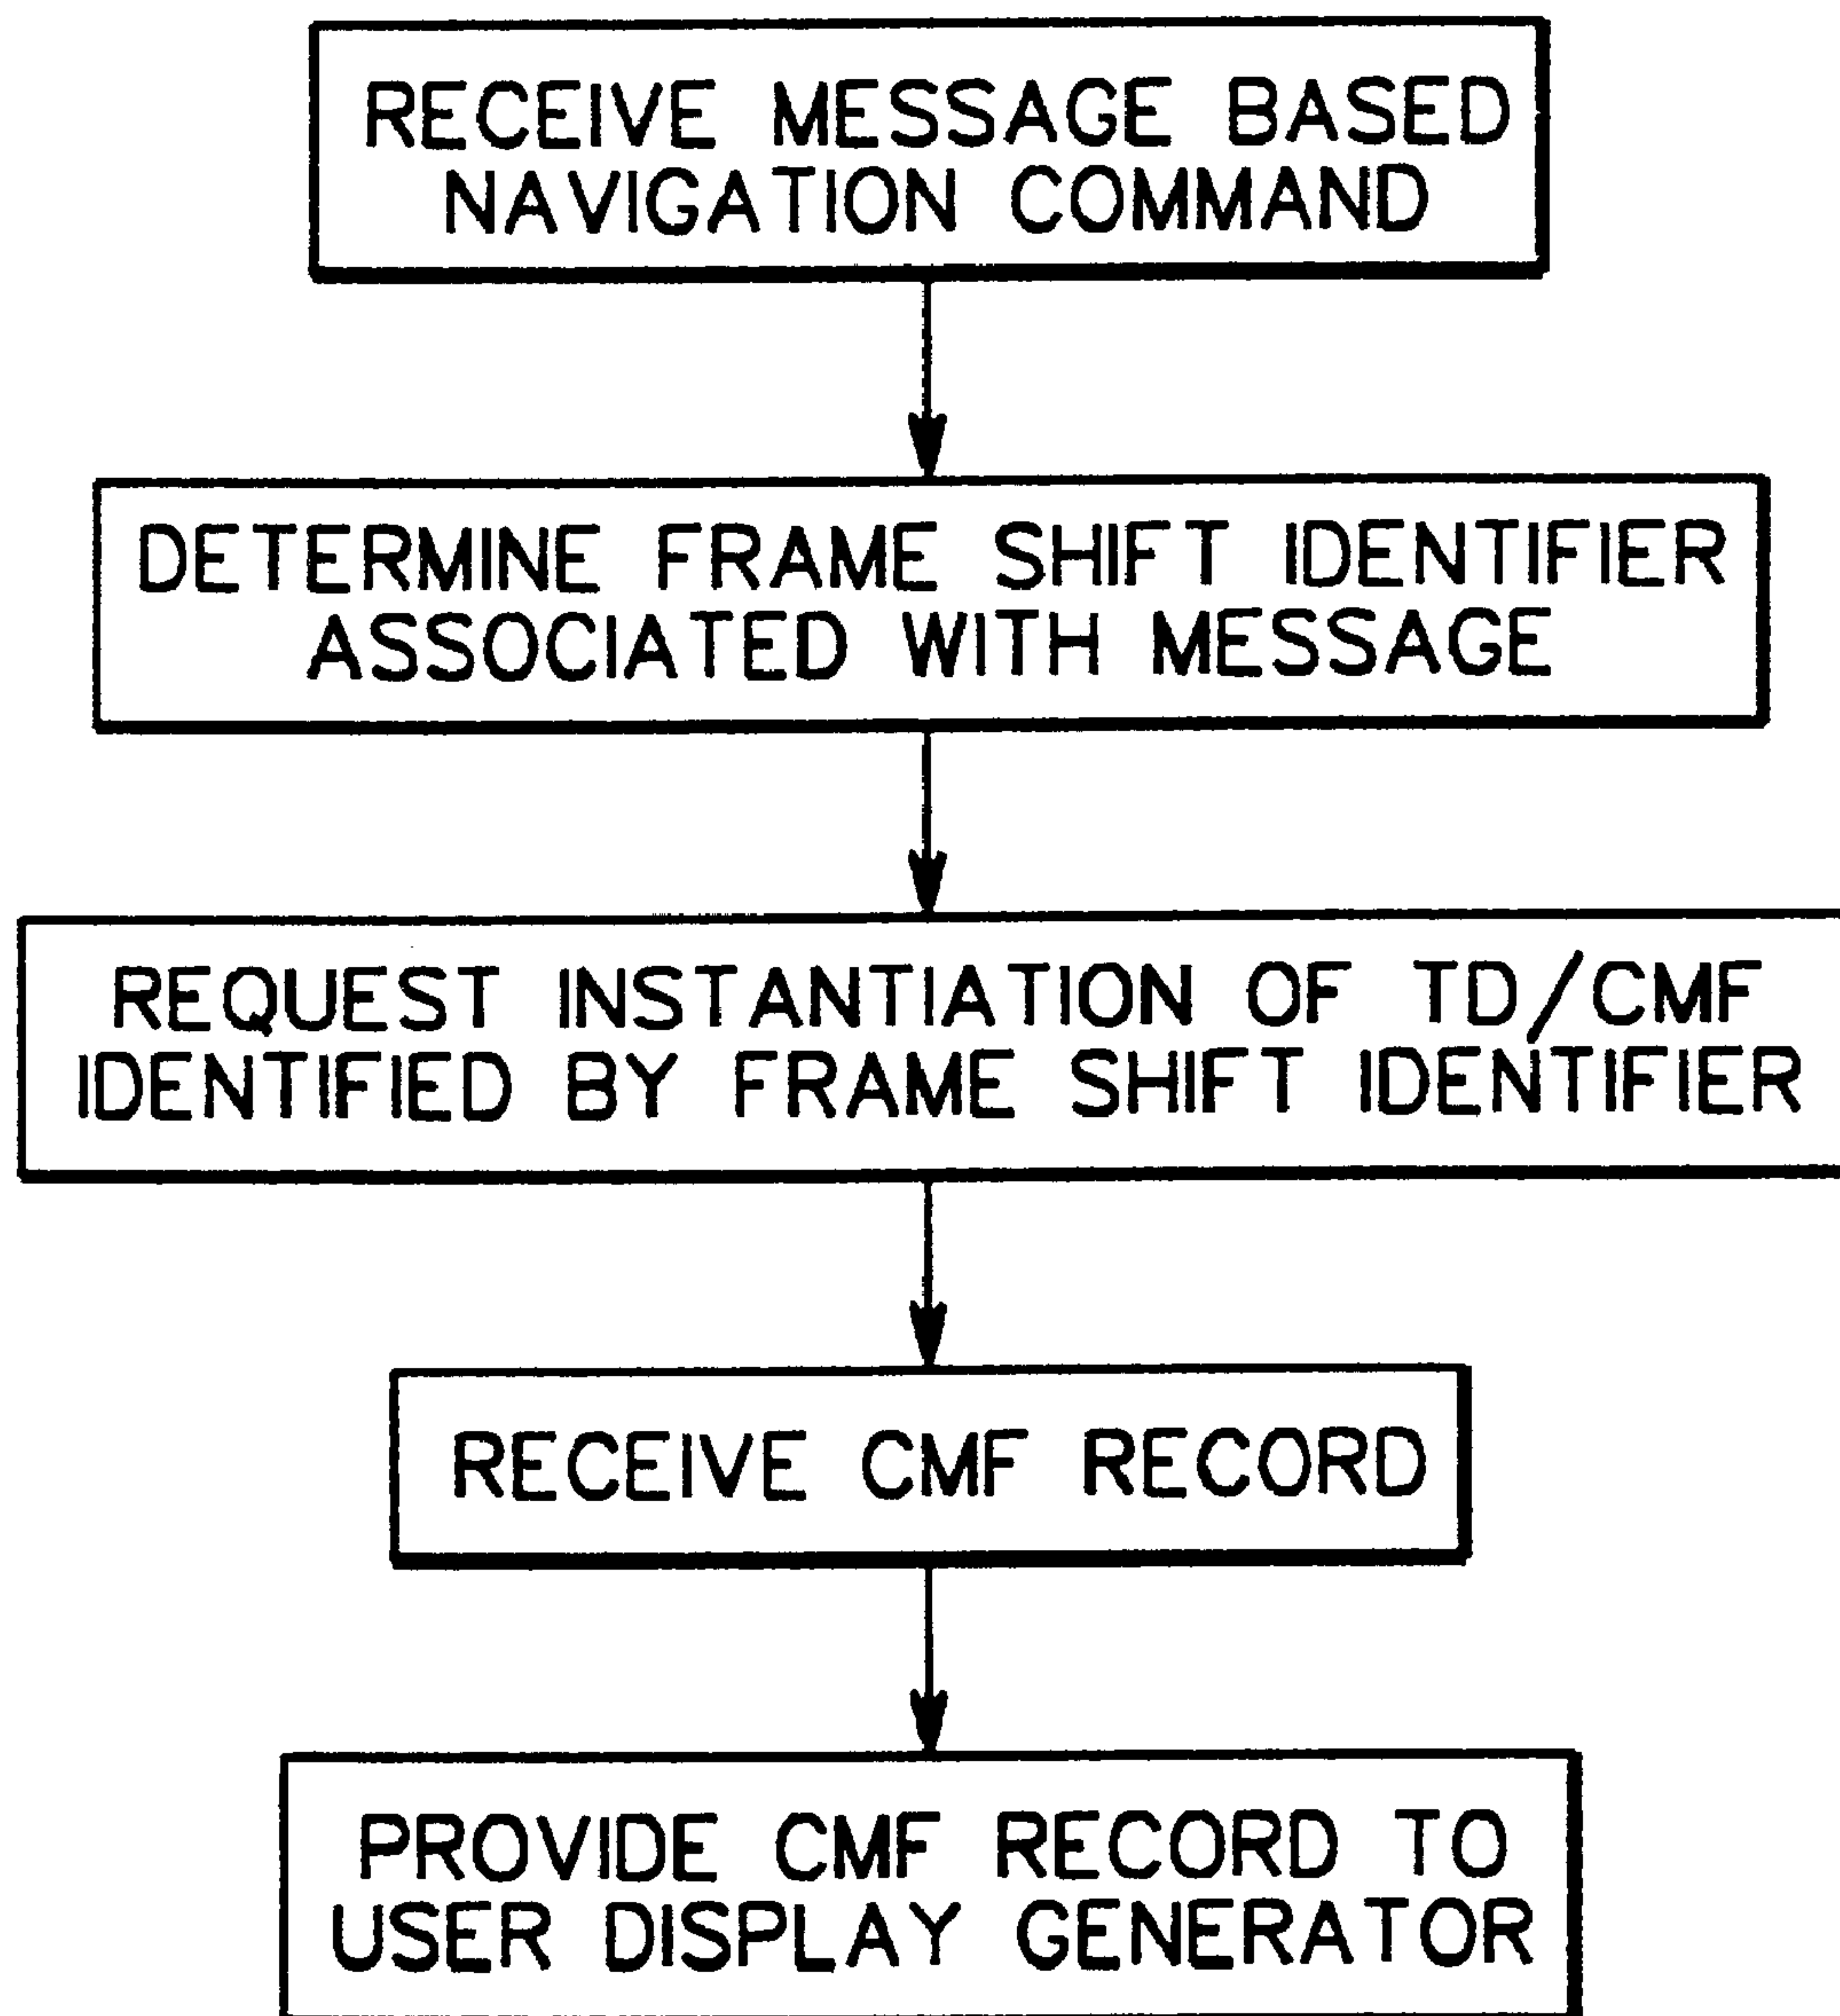 RECEIVE MESSAGE BASED
NAVIGATION COMMAND
DETERMINE FRAME SHIFT IDENTIFIER
ASSOCIATED WITH MESSAGE
REQUEST INSTANTIATION OF TD/CMF
IDENTIFIED BY FRAME SHIFT IDENTIFIER
RECEIVE CMF RECORD
PROVIDE CMF RECORD TO
USER DISPLAY GENERATOR